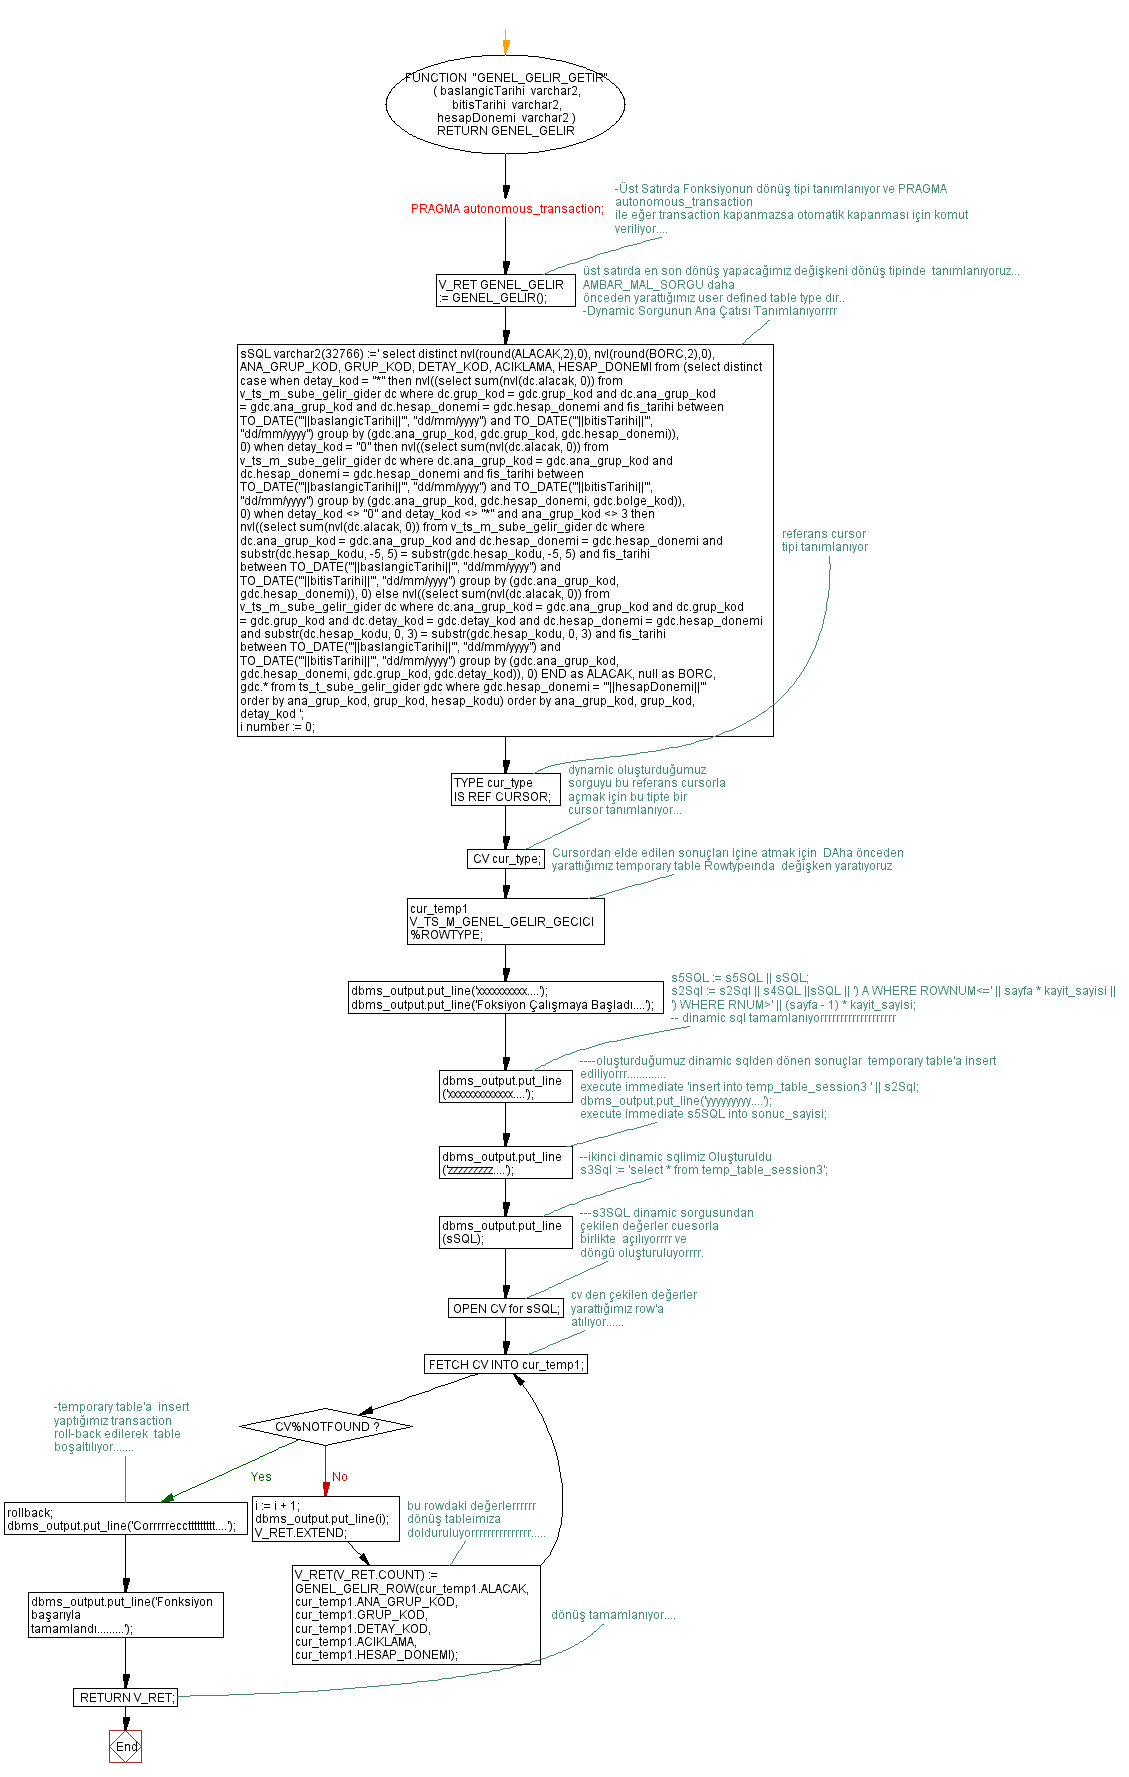 FUNCTION "GENEL_GELIR_GETIR"
( baslangicTarihi varchar2,
bitisTarihi varchar2,
hesapDonemi varchar2 )
RETURN GENEL_GELIR
PRAGMA autonomous_transaction;
-Üst Satırda Fonksiyonun dönüş tipi tanımlanıyor ve PRAGMA
autonomous_transaction
ile eğer transaction kapanmazsa otomatik kapanması için komut
veriliyor....
V_RET GENEL_GELIR
:= GENEL_GELIR();
üst satırda en son dönüş yapacağımız değişkeni dönüş tipinde tanımlanıyoruz...
AMBAR_MAL_SORGU daha
önceden yarattığımız user defined table type dır..
-Dynamic Sorgunun Ana Çatısı Tanımlanıyorrrr
sSQL varchar2(32766) :=' select distinct nvl(round(ALACAK,2),0), nvl(round(BORC,2),0),
ANA_GRUP_KOD, GRUP_KOD, DETAY_KOD, ACIKLAMA, HESAP_DONEMI from (select distinct
case when detay_kod = ''*'' then nvl((select sum(nvl(dc.alacak, 0)) from
v_ts_m_sube_gelir_gider dc where dc.grup_kod = gdc.grup_kod and dc.ana_grup_kod
= gdc.ana_grup_kod and dc.hesap_donemi = gdc.hesap_donemi and fis_tarihi between
TO_DATE('''||baslangicTarihi||''', ''dd/mm/yyyy'') and TO_DATE('''||bitisTarihi||''',
''dd/mm/yyyy'') group by (gdc.ana_grup_kod, gdc.grup_kod, gdc.hesap_donemi)),
0) when detay_kod = ''0'' then nvl((select sum(nvl(dc.alacak, 0)) from
v_ts_m_sube_gelir_gider dc where dc.ana_grup_kod = gdc.ana_grup_kod and
dc.hesap_donemi = gdc.hesap_donemi and fis_tarihi between
TO_DATE('''||baslangicTarihi||''', ''dd/mm/yyyy'') and TO_DATE('''||bitisTarihi||''',
''dd/mm/yyyy'') group by (gdc.ana_grup_kod, gdc.hesap_donemi, gdc.bolge_kod)),
0) when detay_kod <> ''0'' and detay_kod <> ''*'' and ana_grup_kod <> 3 then
nvl((select sum(nvl(dc.alacak, 0)) from v_ts_m_sube_gelir_gider dc where
dc.ana_grup_kod = gdc.ana_grup_kod and dc.hesap_donemi = gdc.hesap_donemi and
substr(dc.hesap_kodu, -5, 5) = substr(gdc.hesap_kodu, -5, 5) and fis_tarihi
between TO_DATE('''||baslangicTarihi||''', ''dd/mm/yyyy'') and
TO_DATE('''||bitisTarihi||''', ''dd/mm/yyyy'') group by (gdc.ana_grup_kod,
gdc.hesap_donemi)), 0) else nvl((select sum(nvl(dc.alacak, 0)) from
v_ts_m_sube_gelir_gider dc where dc.ana_grup_kod = gdc.ana_grup_kod and dc.grup_kod
= gdc.grup_kod and dc.detay_kod = gdc.detay_kod and dc.hesap_donemi = gdc.hesap_donemi
and substr(dc.hesap_kodu, 0, 3) = substr(gdc.hesap_kodu, 0, 3) and fis_tarihi
between TO_DATE('''||baslangicTarihi||''', ''dd/mm/yyyy'') and
TO_DATE('''||bitisTarihi||''', ''dd/mm/yyyy'') group by (gdc.ana_grup_kod,
gdc.hesap_donemi, gdc.grup_kod, gdc.detay_kod)), 0) END as ALACAK, null as BORC,
gdc.* from ts_t_sube_gelir_gider gdc where gdc.hesap_donemi = '''||hesapDonemi||'''
order by ana_grup_kod, grup_kod, hesap_kodu) order by ana_grup_kod, grup_kod,
detay_kod ';
i number := 0;
referans cursor
tipi tanımlanıyor
TYPE cur_type
IS REF CURSOR;
dynamic oluşturduğumuz
sorguyu bu referans cursorla
açmak için bu tipte bir
cursor tanımlanıyor...
CV cur_type;
Cursordan elde edilen sonuçları içine atmak için DAha önceden
yarattığımız temporary table Rowtypeında değişken yaratıyoruz
cur_temp1
V_TS_M_GENEL_GELIR_GECICI
%ROWTYPE;
dbms_output.put_line('xxxxxxxxx....');
dbms_output.put_line('Foksiyon Çalışmaya Başladı....');
s5SQL := s5SQL || sSQL;
s2Sql := s2Sql || s4SQL ||sSQL || ') A WHERE ROWNUM<=' || sayfa * kayit_sayisi ||
') WHERE RNUM>' || (sayfa - 1) * kayit_sayisi;
-- dinamic sql tamamlanıyorrrrrrrrrrrrrrrrrrr
dbms_output.put_line
('xxxxxxxxxxxx....');
----oluşturduğumuz dinamic sqlden dönen sonuçlar temporary table'a insert
ediliyorrr.............
execute immediate 'insert into temp_table_session3 ' || s2Sql;
dbms_output.put_line('yyyyyyyyy....');
execute immediate s5SQL into sonuc_sayisi;
dbms_output.put_line
('zzzzzzzzz....');
--ikinci dinamic sqlimiz Oluşturuldu
s3Sql := 'select * from temp_table_session3';
dbms_output.put_line
(sSQL);
---s3SQL dinamic sorgusundan
çekilen değerler cuesorla
birlikte açılıyorrrr ve
döngü oluşturuluyorrrr.
OPEN CV for sSQL;
cv den çekilen değerler
yarattığımız row'a
atılıyor......
FETCH CV INTO cur_temp1;
CV%NOTFOUND ?
-temporary table'a insert
yaptığımız transaction
roll-back edilerek table
boşaltılıyor.......
Yes
No
rollback;
dbms_output.put_line('Corrrrrecctttttttttt....');
i := i + 1;
dbms_output.put_line(i);
V_RET.EXTEND;
bu rowdaki değerlerrrrrr
dönüş tableımıza
dolduruluyorrrrrrrrrrrrrrr.....
V_RET(V_RET.COUNT) :=
GENEL_GELIR_ROW(cur_temp1.ALACAK,
cur_temp1.ANA_GRUP_KOD,
cur_temp1.GRUP_KOD,
cur_temp1.DETAY_KOD,
cur_temp1.ACIKLAMA,
cur_temp1.HESAP_DONEMI);
dbms_output.put_line('Fonksiyon
başarıyla
tamamlandı.........');
dönüş tamamlanıyor....
RETURN V_RET;
End